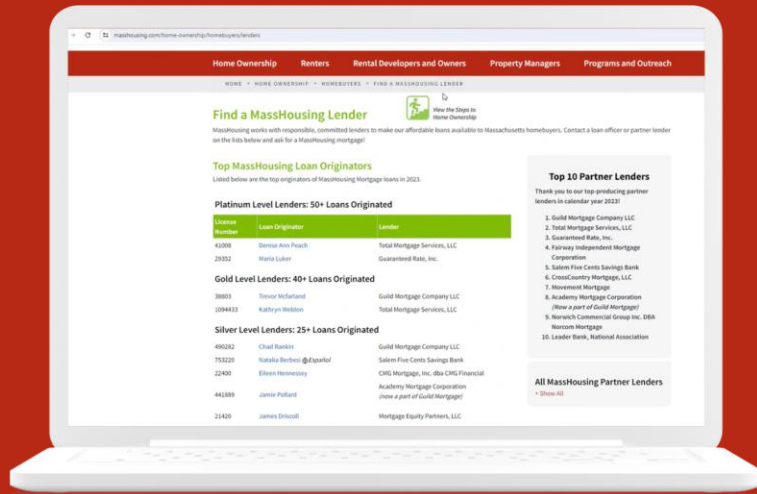 masshousing.com/home-ownership/homebuyers/lenders
Home Ownership Renters Rental Developers and Owners Property Managers Programs and Outreach
HOME HOME OWNERSHIP HOMEBUYERS FIND A MASSHOUSING LENDER
Find a MassHousing Lender
View the Steps to
Home Ownership
MassHousing works with responsible, committed lenders to make our affordable loans available to Massachusetts homebuyers. Contact a loan officer or partner lender
on the lists below and ask for a MassHousing mortgage!
Top MassHousing Loan Originators
Listed below are the top originators of MassHousing Mortgage loans in 2023.
Platinum Level Lenders: 50+ Loans Originated
License
Number Loan Originator Lender
41008 Denise Ann Peach Total Mortgage Services, LLC
29352 Maria Luker Guaranteed Rate, Inc.
Gold Level Lenders: 40+ Loans Originated
38803 Trevor Mcfarland Guild Mortgage Company LLC
1094433 Kathryn Weldon Total Mortgage Services, LLC
Silver Level Lenders: 25+ Loans Originated
490282 Chad Rankin Guild Mortgage Company LLC
753220 Natalia Berbesi @Español Salem Five Cents Savings Bank
22400 Eileen Hennessey CMG Mortgage, Inc. dba CMG Financial
441889 Jamie Pollard Academy Mortgage Corporation
(now a part of Guild Mortgage)
21420 James Driscoll Mortgage Equity Partners, LLC
Top 10 Partner Lenders
Thank you to our top-producing partner
lenders in calendar year 2023!
1. Guild Mortgage Company LLC
2. Total Mortgage Services, LLC
3. Guaranteed Rate, Inc.
4. Fairway Independent Mortgage
Corporation
5. Salem Five Cents Savings Bank
6. CrossCountry Mortgage, LLC
7. Movement Mortgage
8. Academy Mortgage Corporation
(Now a part of Guild Mortgage)
9. Norwich Commercial Group Inc. DBA
Norcom Mortgage
10. Leader Bank, National Association
All MassHousing Partner Lenders
+ Show All